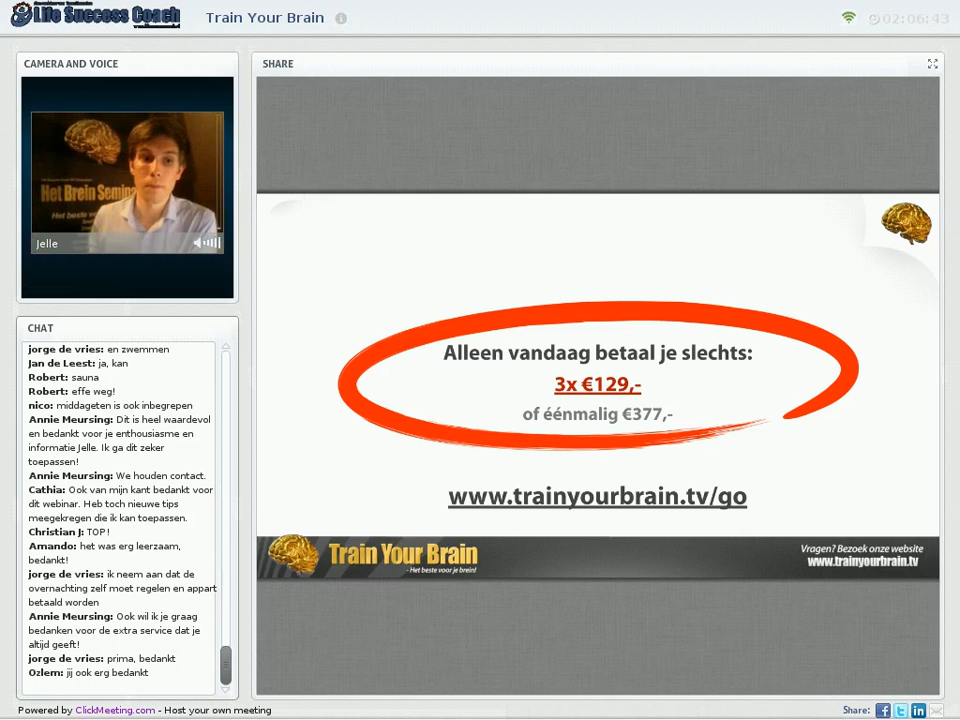 Life Success Coach
Train Your Brain
02:06:43
CAMERA AND VOICE
SHARE
Het Brein Semina
Jelle
CHAT
jorge de vries: en zwemmen
Jan de Leest: ja, kan
Robert: sauna
Robert: effe weg!
nico: middageten is ook inbegrepen
Annie Meursing: Dit is heel waardevol
en bedankt voor je enthousiasme en
informatie Jelle. Ik ga dit zeker
toepassen!
Annie Meursing: We houden contact.
Cathia: Ook van mijn kant bedankt voor
dit webinar. Heb toch nieuwe tips
meegekregen die ik kan toepassen.
Christian J: TOP!
Amando: het was erg leerzaam,
bedankt!
jorge de vries: ik neem aan dat de
overnachting zelf moet regelen en appart
betaald worden
Annie Meursing: Ook wil ik je graag
bedanken voor de extra service dat je
altijd geeft!
jorge de vries: prima, bedankt
Ozlem: jij ook erg bedankt
Alleen vandaag betaal je slechts:
3x €129,-
of éénmalig €377,-
www.trainyourbrain.tv/go
Train Your Brain
- Het beste voor je brein!
Vragen? Bezoek onze website
www.trainyourbrain.tv
Powered by ClickMeeting.com - Host your own meeting
Share: